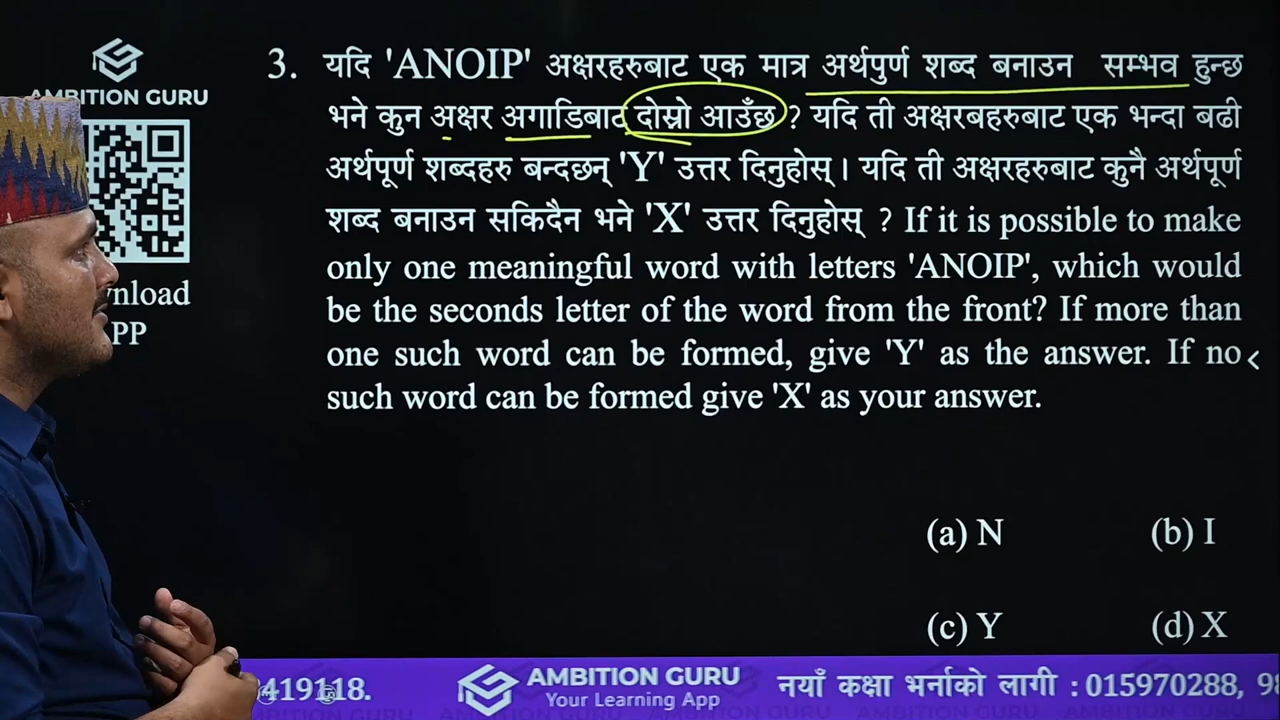 AMBITION GURU
3. यदि 'ANOIP' अक्षरहरुबाट एक मात्र अर्थपुर्ण शब्द बनाउन सम्भव हुन्छ
भने कुन अक्षर अगाडिबाट दोस्रो आउँछ ? यदि ती अक्षरबहरुबाट एक भन्दा बढी
अर्थपूर्ण शब्दहरु बन्दछन् 'Y' उत्तर दिनुहोस् । यदि ती अक्षरहरुबाट कुनै अर्थपूर्ण
शब्द बनाउन सकिदैन भने 'X' उत्तर दिनुहोस् ? If it is possible to make
only one meaningful word with letters 'ANOIP', which would
be the seconds letter of the word from the front? If more than
one such word can be formed, give 'Y' as the answer. If no
such word can be formed give 'X' as your answer.
(a) N (b) I
(c) Y (d) X
419118.
AMBITION GURU
Your Learning App
नयाँ कक्षा भर्नाको लागी : 015970288, 98